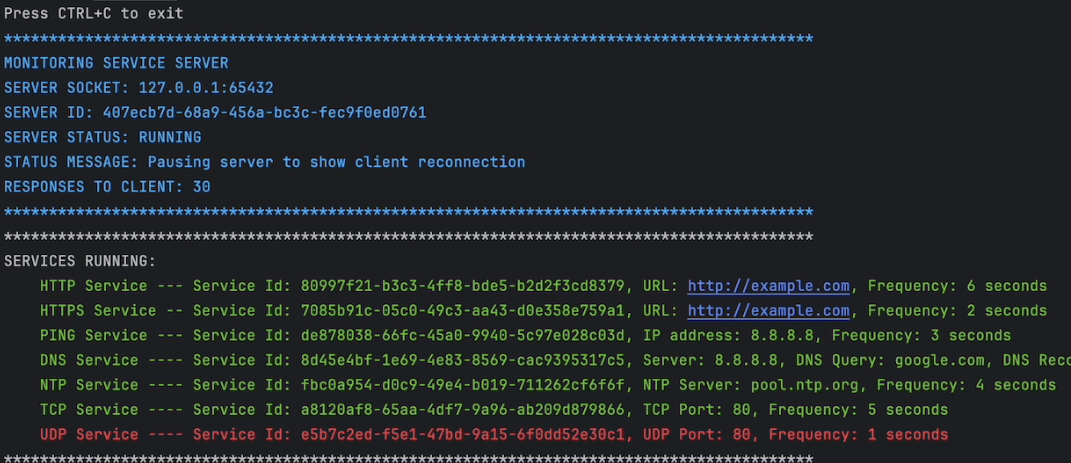 Press CTRL+C to exit
******************************************************************************************
MONITORING SERVICE SERVER
SERVER SOCKET: 127.0.0.1:65432
SERVER ID: 407ecb7d-68a9-456a-bc3c-fec9f0ed0761
SERVER STATUS: RUNNING
STATUS MESSAGE: Pausing server to show client reconnection
RESPONSES TO CLIENT: 30
******************************************************************************************
******************************************************************************************
SERVICES RUNNING:
    HTTP Service --- Service Id: 80997f21-b3c3-4ff8-bde5-b2d2f3cd8379, URL: http://example.com, Frequency: 6 seconds
    HTTPS Service -- Service Id: 7085b91c-05c0-49c3-aa43-d0e358e759a1, URL: http://example.com, Frequency: 2 seconds
    PING Service --- Service Id: de878038-66fc-45a0-9940-5c97e028c03d, IP address: 8.8.8.8, Frequency: 3 seconds
    DNS Service ---- Service Id: 8d45e4bf-1e69-4e83-8569-cac9395317c5, Server: 8.8.8.8, DNS Query: google.com, DNS Reco
    NTP Service ---- Service Id: fbc0a954-d0c9-49e4-b019-711262cf6f6f, NTP Server: pool.ntp.org, Frequency: 4 seconds
    TCP Service ---- Service Id: a8120af8-65aa-4df7-9a96-ab209d879866, TCP Port: 80, Frequency: 5 seconds
    UDP Service ---- Service Id: e5b7c2ed-f5e1-47bd-9a15-6f0dd52e30c1, UDP Port: 80, Frequency: 1 seconds
******************************************************************************************